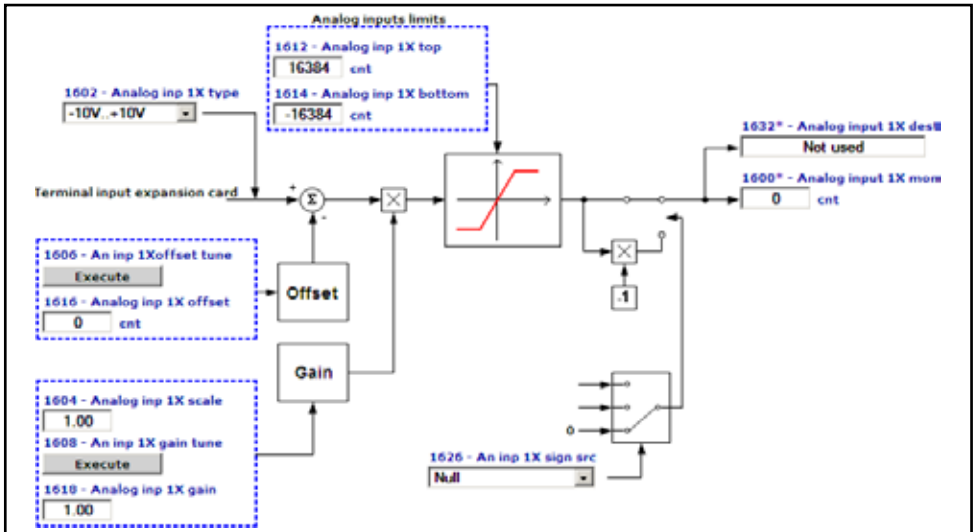 Analog inputs limits
1612 - Analog inp 1X top
16384 cnt
1614 - Analog inp 1X bottom
-16384 cnt
1602 - Analog inp 1X type
-10V..+10V
Terminal input expansion card
+
Σ
-
X
1632* - Analog input 1X dest
Not used
1600* - Analog input 1X mon
0 cnt
X
-1
1606 - An inp 1Xoffset tune
Execute
1616 - Analog inp 1X offset
0 cnt
Offset
Gain
1604 - Analog inp 1X scale
1.00
1608 - An inp 1X gain tune
Execute
1618 - Analog inp 1X gain
1.00
0
1626 - An inp 1X sign src
Null